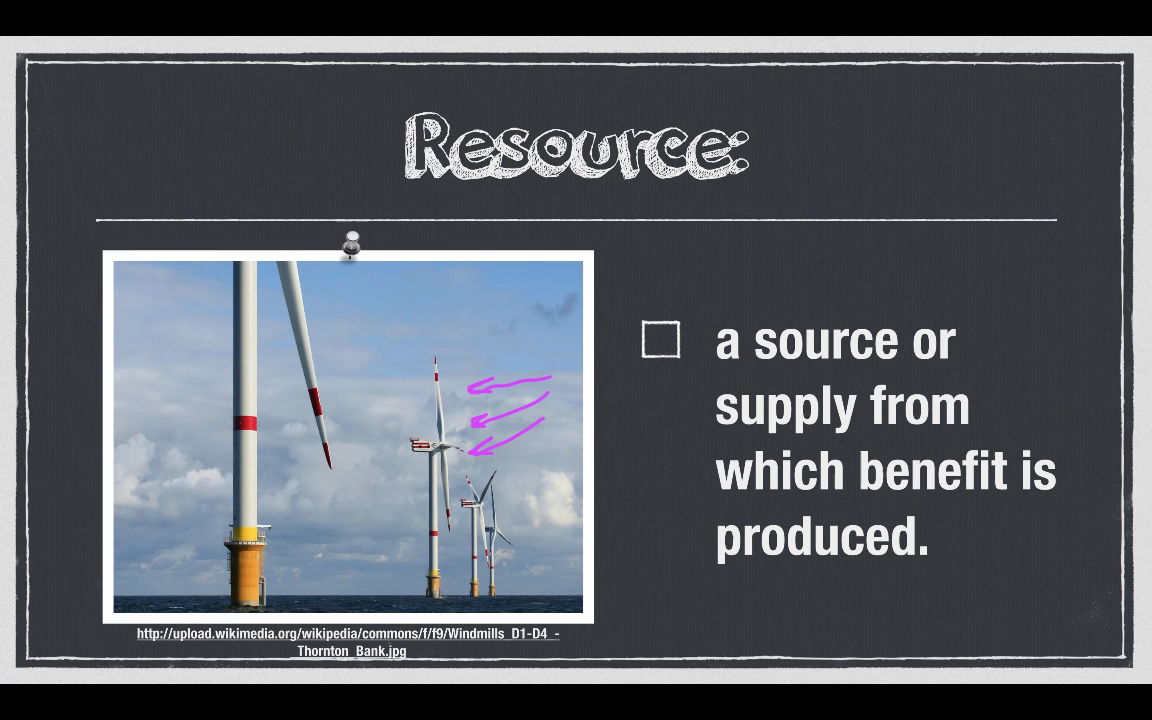 Resource:
a source or
supply from
which benefit is
produced.
http://upload.wikimedia.org/wikipedia/commons/f/f9/Windmills_D1-D4_-
Thornton_Bank.jpg